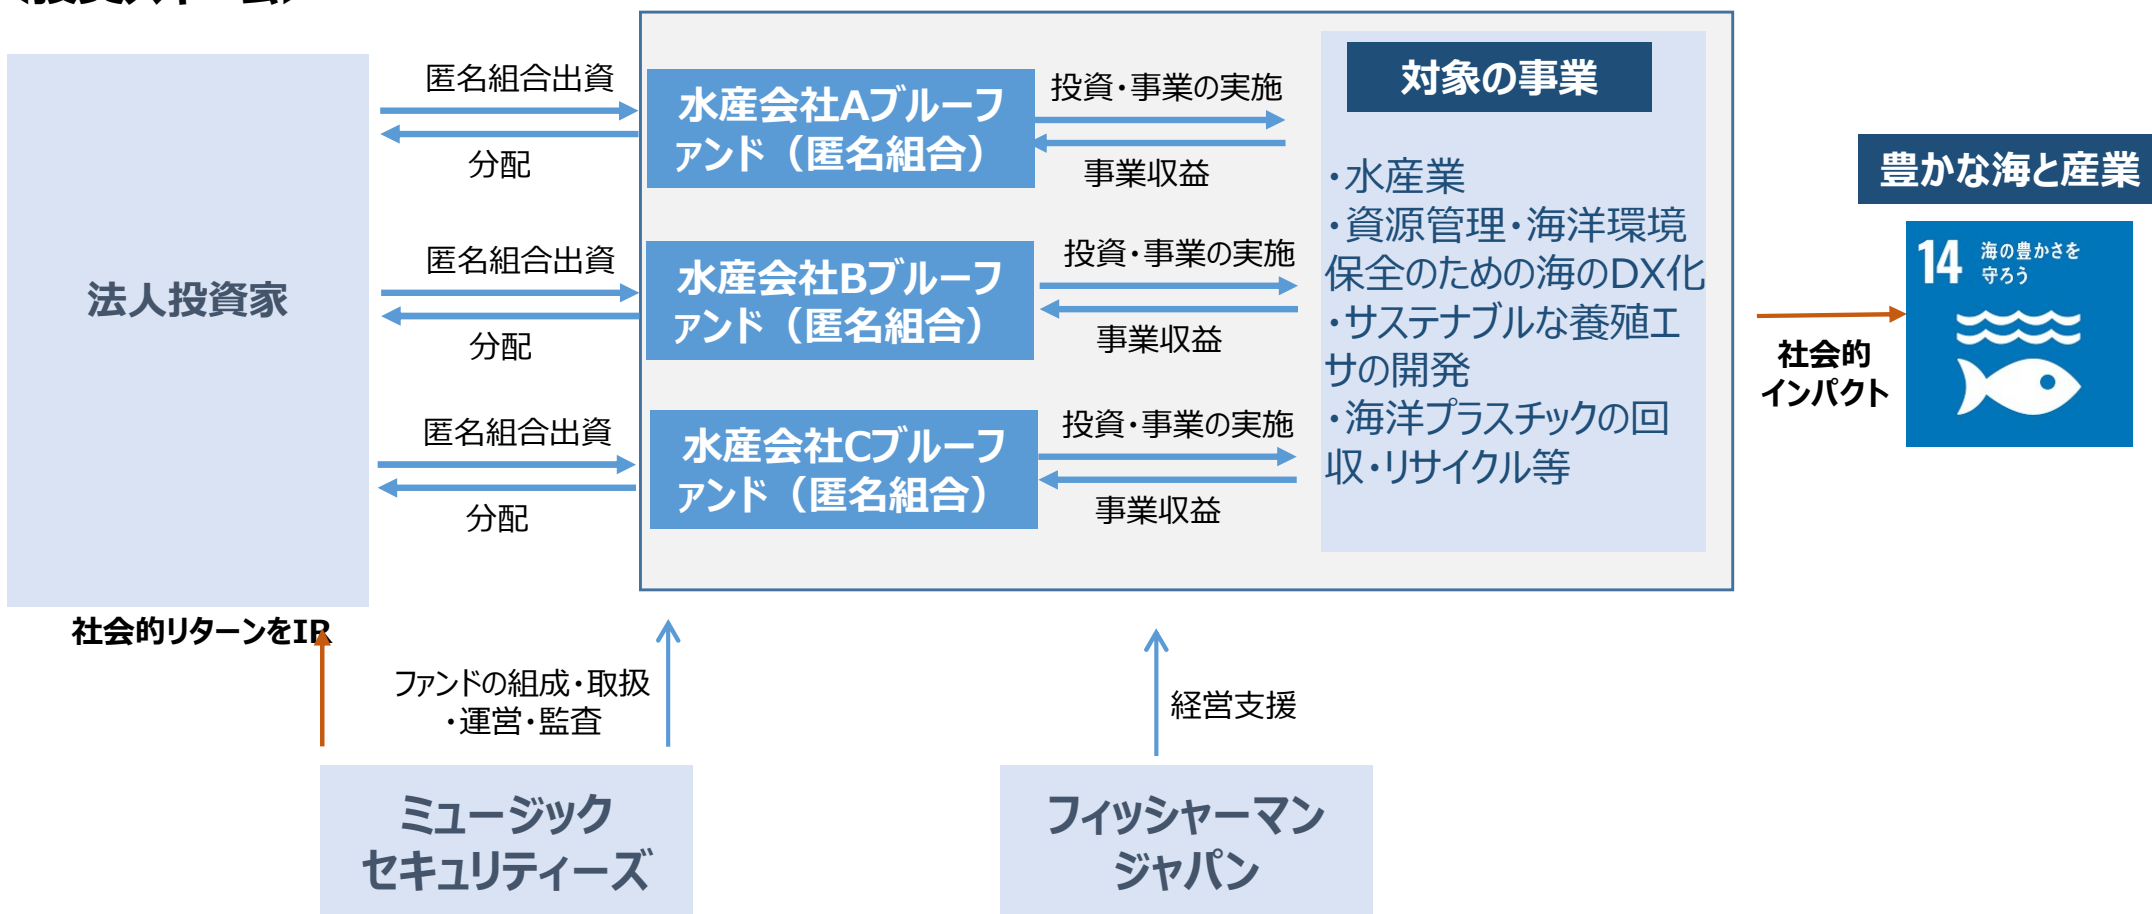 法人投資家
社会的リターンをIR
匿名組合出資
分配
匿名組合出資
分配
匿名組合出資
分配
水産会社Aブルーフ
ァンド（匿名組合）
水産会社Bブルーフ
ァンド（匿名組合）
水産会社Cブルーフ
ァンド（匿名組合）
投資・事業の実施
事業収益
投資・事業の実施
事業収益
投資・事業の実施
事業収益
対象の事業
・水産業
・資源管理・海洋環境
保全のための海のDX化
・サステナブルな養殖エ
サの開発
・海洋プラスチックの回
収・リサイクル等
社会的
インパクト
豊かな海と産業
14 海の豊かさを
守ろう
ファンドの組成・取扱
・運営・監査
経営支援
ミュージック
セキュリティーズ
フィッシャーマン
ジャパン